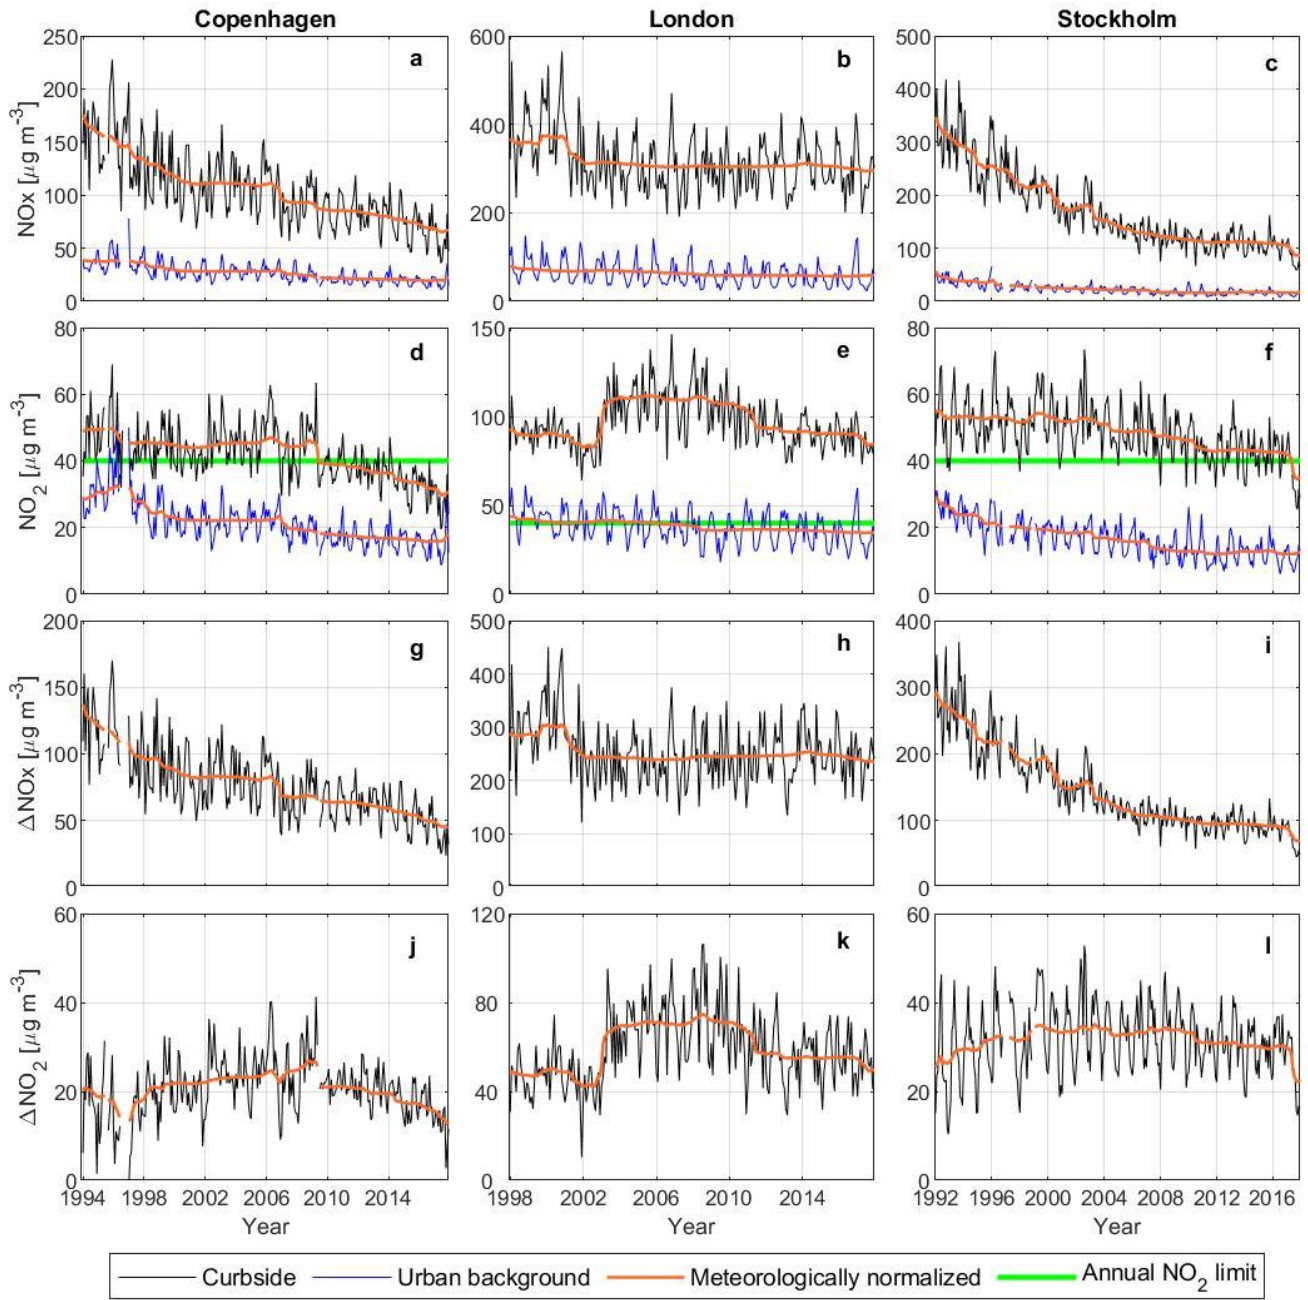 Copenhagen London Stockholm
NOx [μg m-3]
250
200
150
100
50
0
a
600
400
200
0
b
500
400
300
200
100
0
c
NO2 [μg m-3]
80
60
40
20
0
d
150
100
50
0
e
80
60
40
20
0
f
ΔNOx [μg m-3]
200
150
100
50
0
g
500
400
300
200
100
0
h
400
300
200
100
0
i
ΔNO2 [μg m-3]
60
40
20
0
j
120
80
40
0
k
60
40
20
0
l
1994 1998 2002 2006 2010 2014
1998 2002 2006 2010 2014
1992 1996 2000 2004 2008 2012 2016
Year Year Year
Curbside Urban background Meteorologically normalized Annual NO2 limit